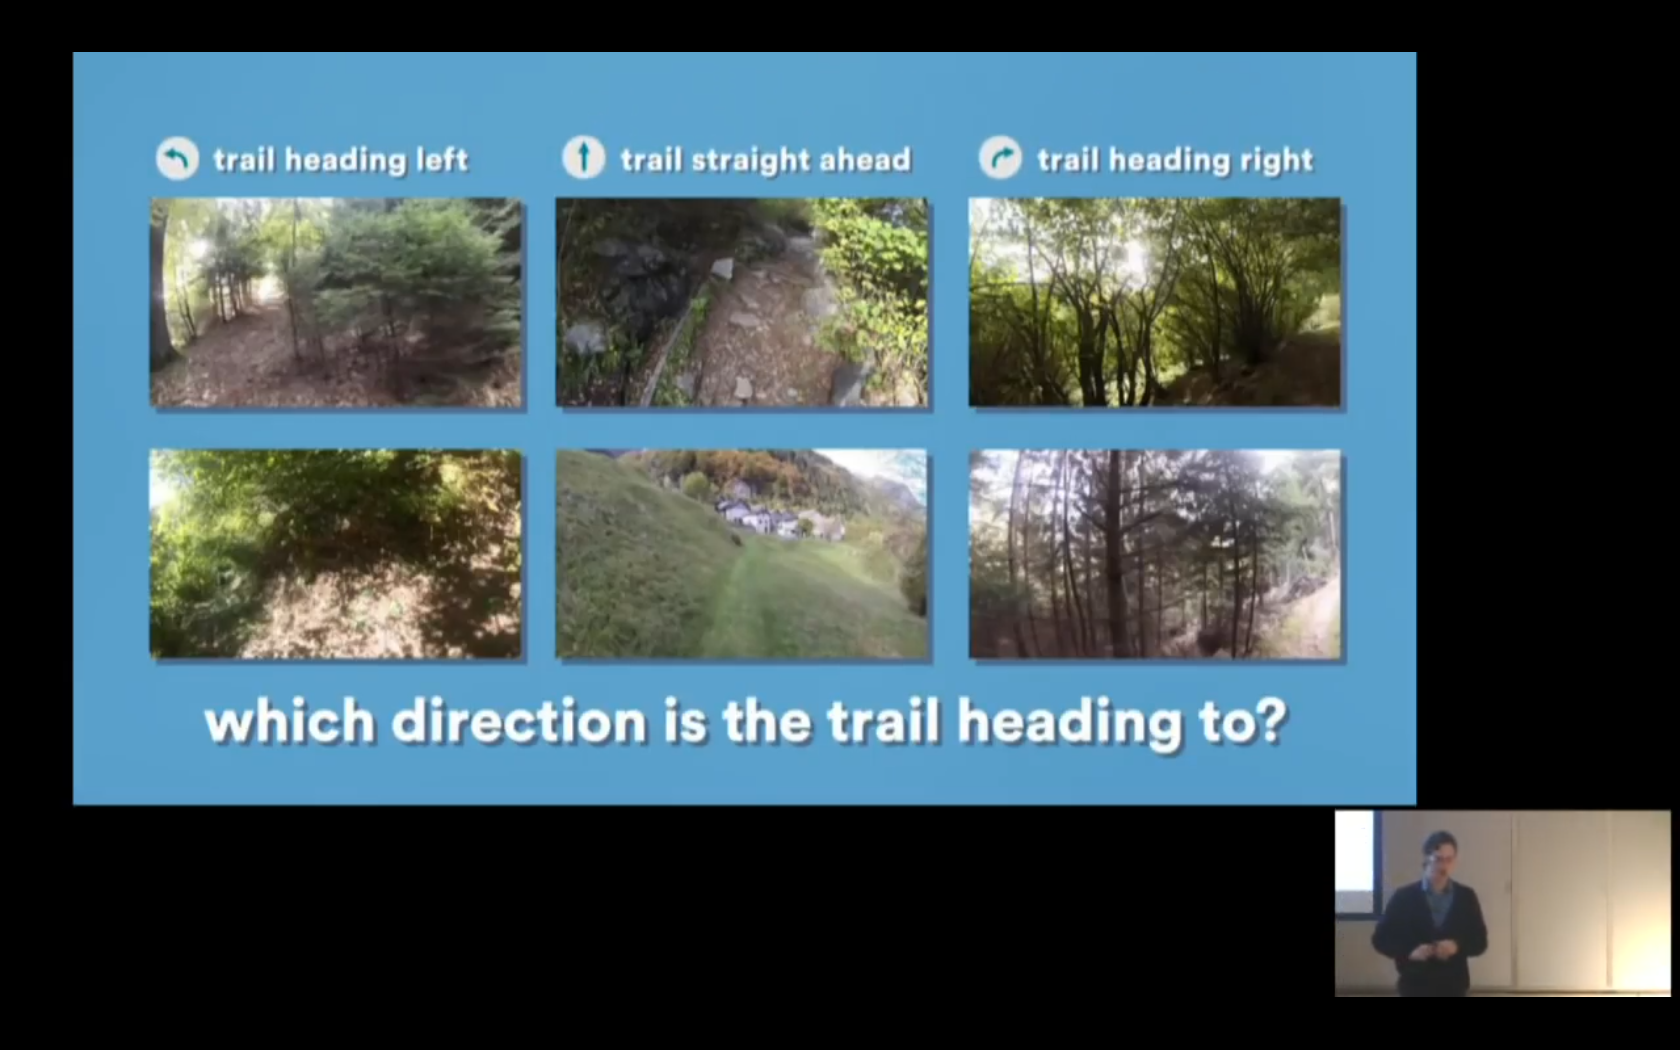 trail heading left
trail straight ahead
trail heading right
which direction is the trail heading to?